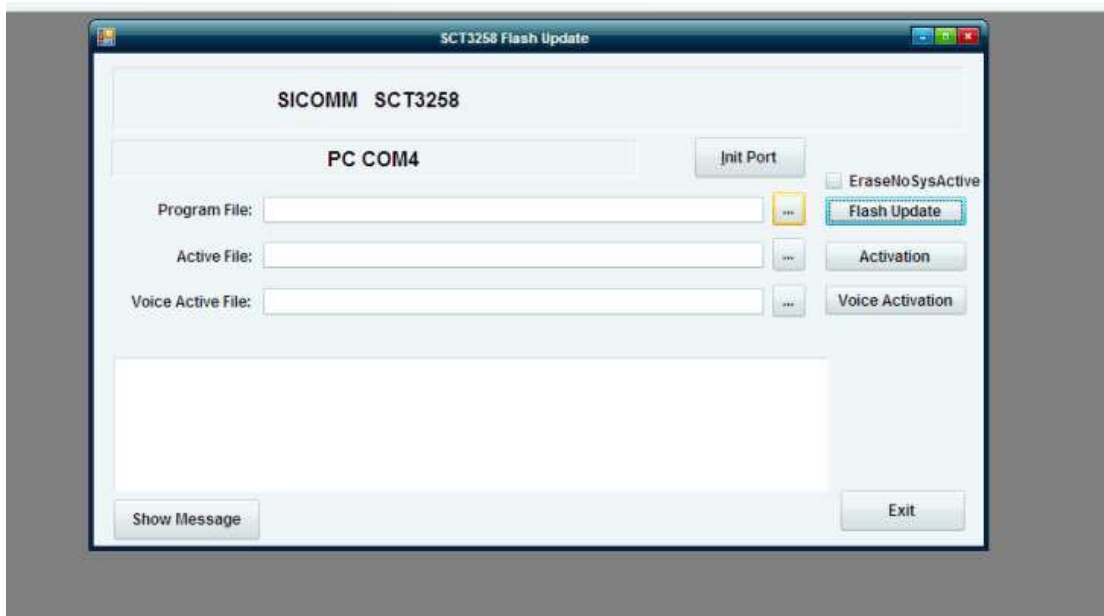 SCT3258 Flash Update
SICOMM SCT3258
PC COM4
Init Port
EraseNoSysActive
Program File:
...
Flash Update
Active File:
...
Activation
Voice Active File:
...
Voice Activation
Show Message
Exit